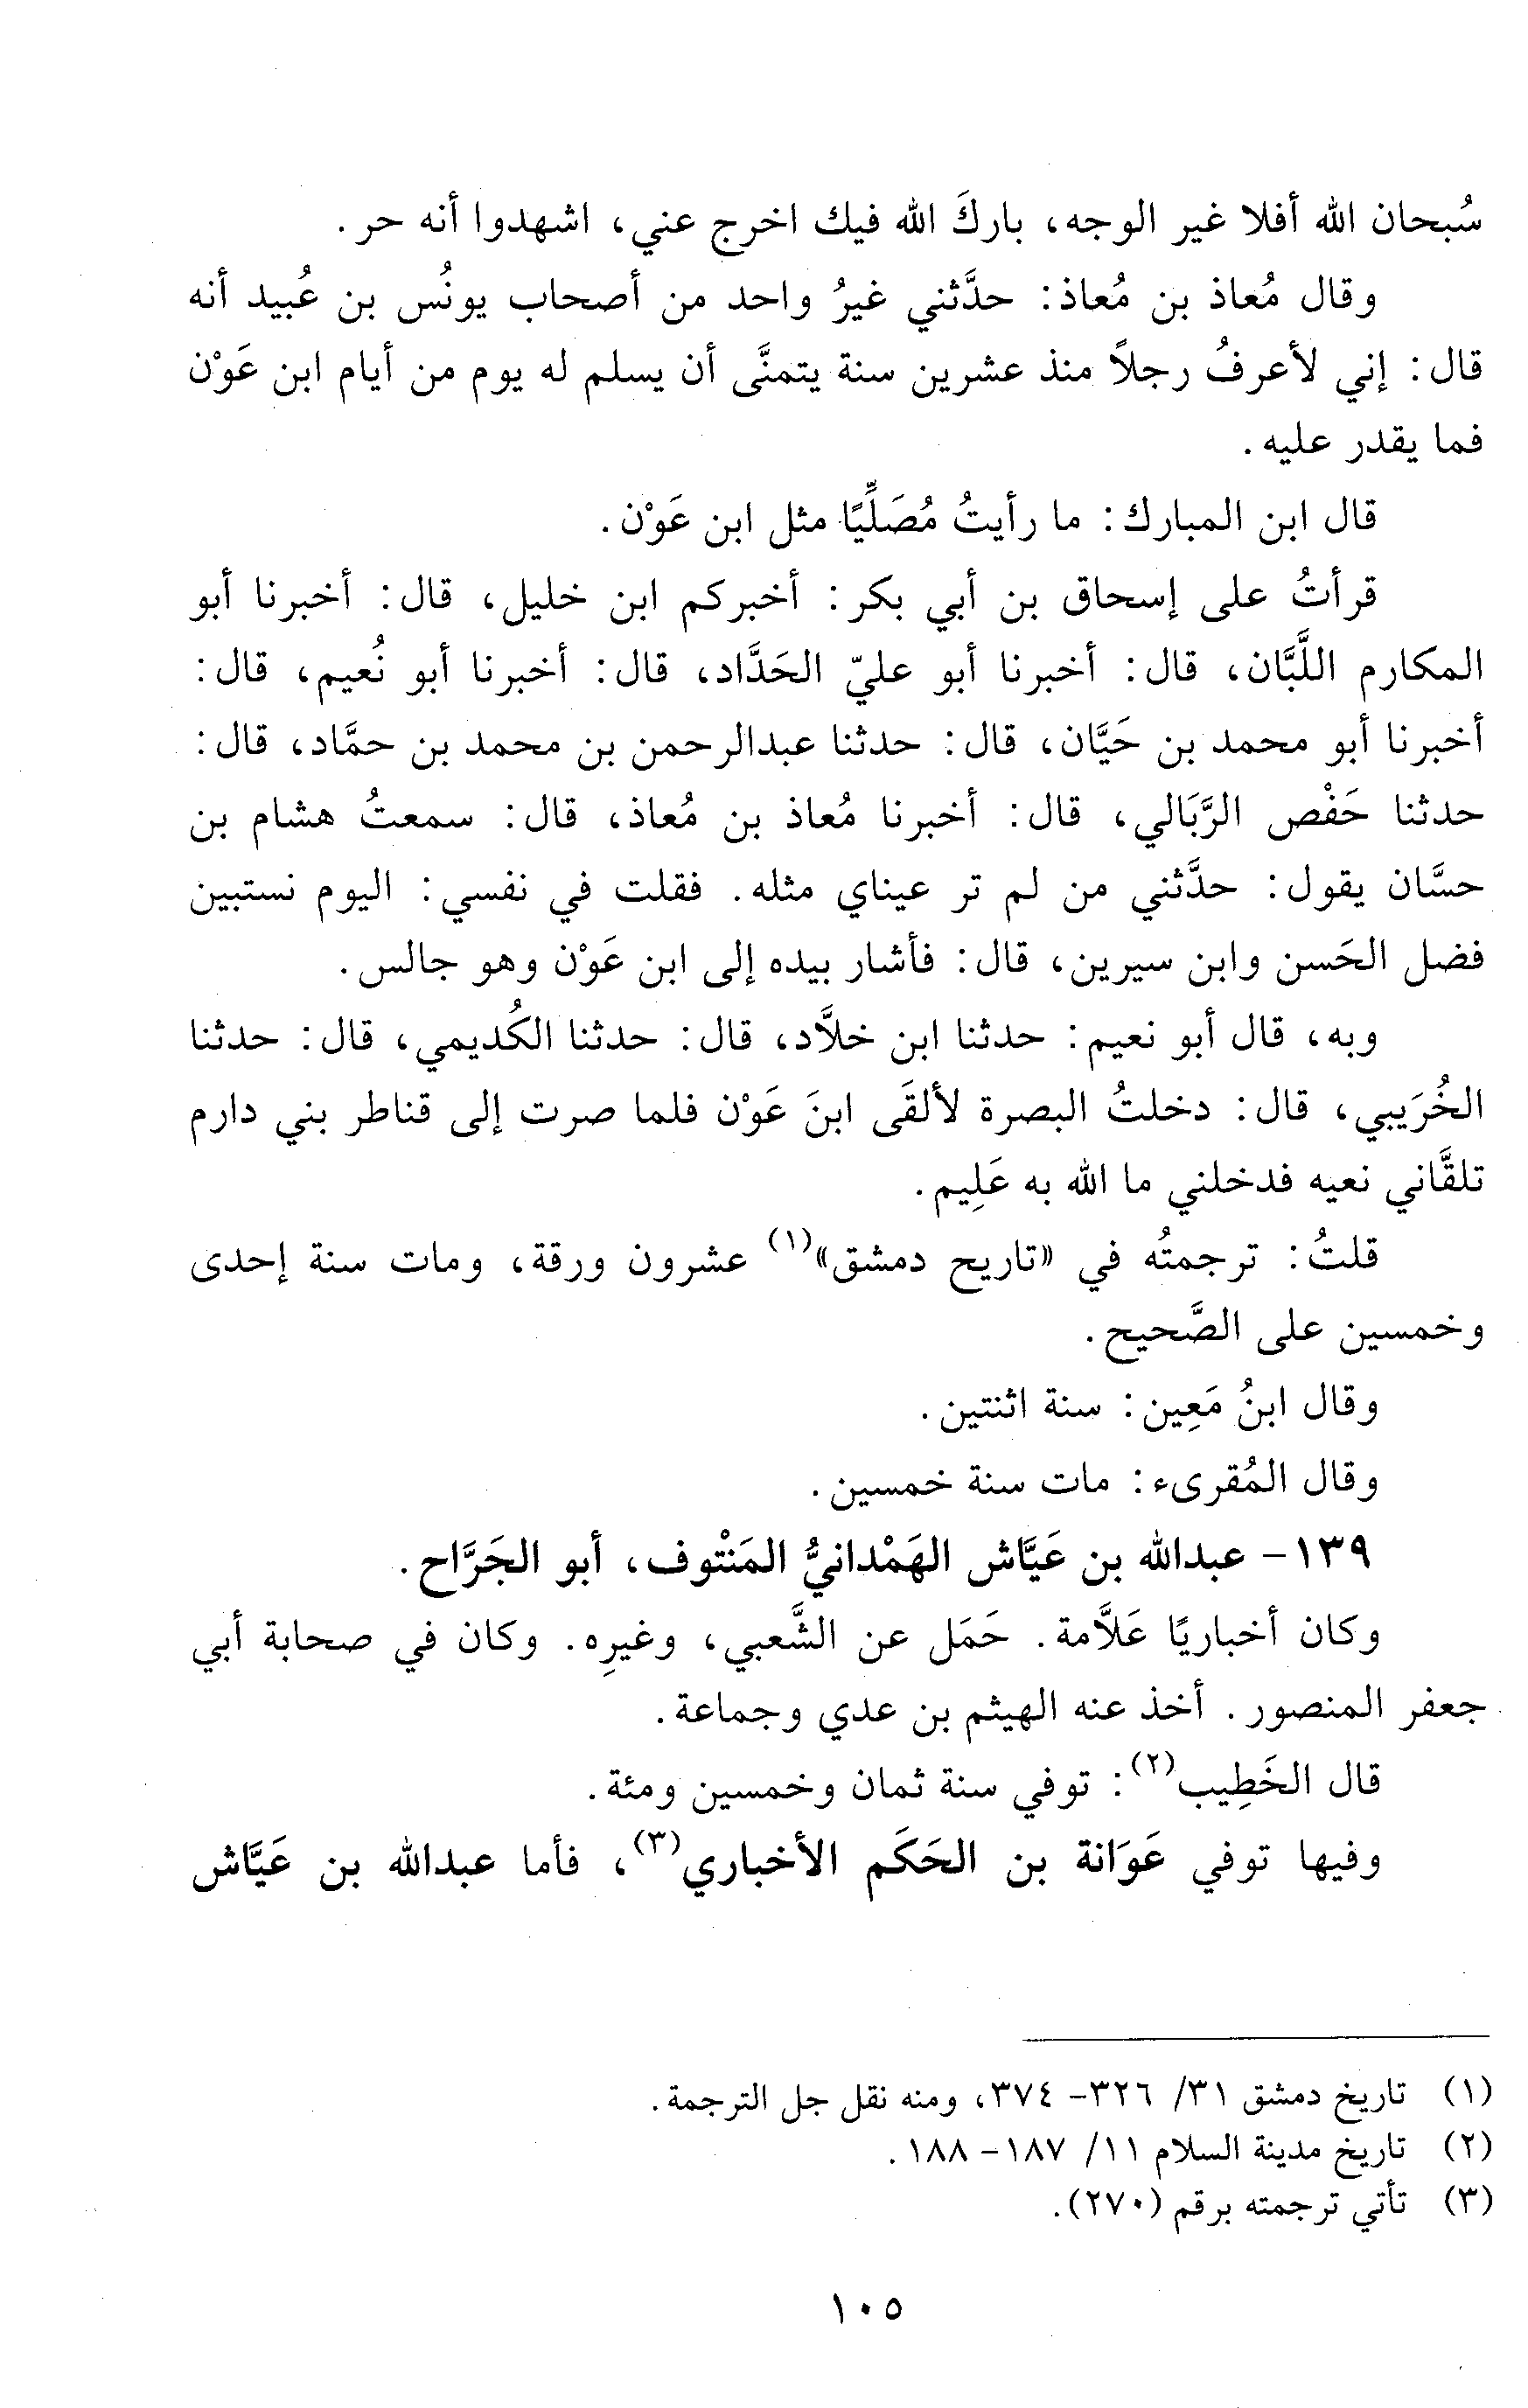 سُبحان الله أفلا غير الوجه، باركَ الله فيك اخرج عني، اشهدوا أنه حر.
وقال مُعاذ بن مُعاذ: حدَّثني غيرُ واحد من أصحاب يونُس بن عُبيد أنه
قال: إني لأعرفُ رجلاً منذ عشرين سنة يتمنَّى أن يسلم له يوم من أيام ابن عَوْن
فما يقدر عليه.
قال ابن المبارك: ما رأيتُ مُصَلِّيًا مثل ابن عَوْن.
قرأتُ على إسحاق بن أبي بكر: أخبركم ابن خليل، قال: أخبرنا أبو
المكارم اللَّبَّان، قال: أخبرنا أبو عليّ الحَدَّاد، قال: أخبرنا أبو نُعيم، قال:
أخبرنا أبو محمد بن حَيَّان، قال: حدثنا عبدالرحمن بن محمد بن حمَّاد، قال:
حدثنا حَفْص الرَّبَالي، قال: أخبرنا مُعاذ بن مُعاذ، قال: سمعتُ هشام بن
حسَّان يقول: حدَّثني من لم تر عيناي مثله. فقلت في نفسي: اليوم نستبين
فضل الحَسن وابن سيرين، قال: فأشار بيده إلى ابن عَوْن وهو جالس.
وبه، قال أبو نعيم: حدثنا ابن خلاَّد، قال: حدثنا الكُديمي، قال: حدثنا
الخُرَيبي، قال: دخلتُ البصرة لألقَى ابنَ عَوْن فلما صرت إلى قناطر بني دارم
تلقَّاني نعيه فدخلني ما الله به عَلِيم.
قلتُ: ترجمتُه في «تاريح دمشق»(١) عشرون ورقة، ومات سنة إحدى
وخمسين على الصَّحيح.
وقال ابنُ مَعِين: سنة اثنتين.
وقال المُقرىء: مات سنة خمسين.
١٣٩- عبدالله بن عَيَّاش الهَمْدانيُّ المَنْتوف، أبو الجَرَّاح.
وكان أخباريًا عَلاَّمة. حَمَل عن الشَّعبي، وغيرِه. وكان في صحابة أبي
جعفر المنصور. أخذ عنه الهيثم بن عدي وجماعة.
قال الخَطِيب(٢): توفي سنة ثمان وخمسين ومئة.
وفيها توفي عَوَانة بن الحَكَم الأخباري(٣)، فأما عبدالله بن عَيَّاش
(١) تاريخ دمشق ٣١/ ٣٢٦- ٣٧٤، ومنه نقل جل الترجمة.
(٢) تاريخ مدينة السلام ١١/ ١٨٧- ١٨٨.
(٣) تأتي ترجمته برقم (٢٧٠).
١٠٥